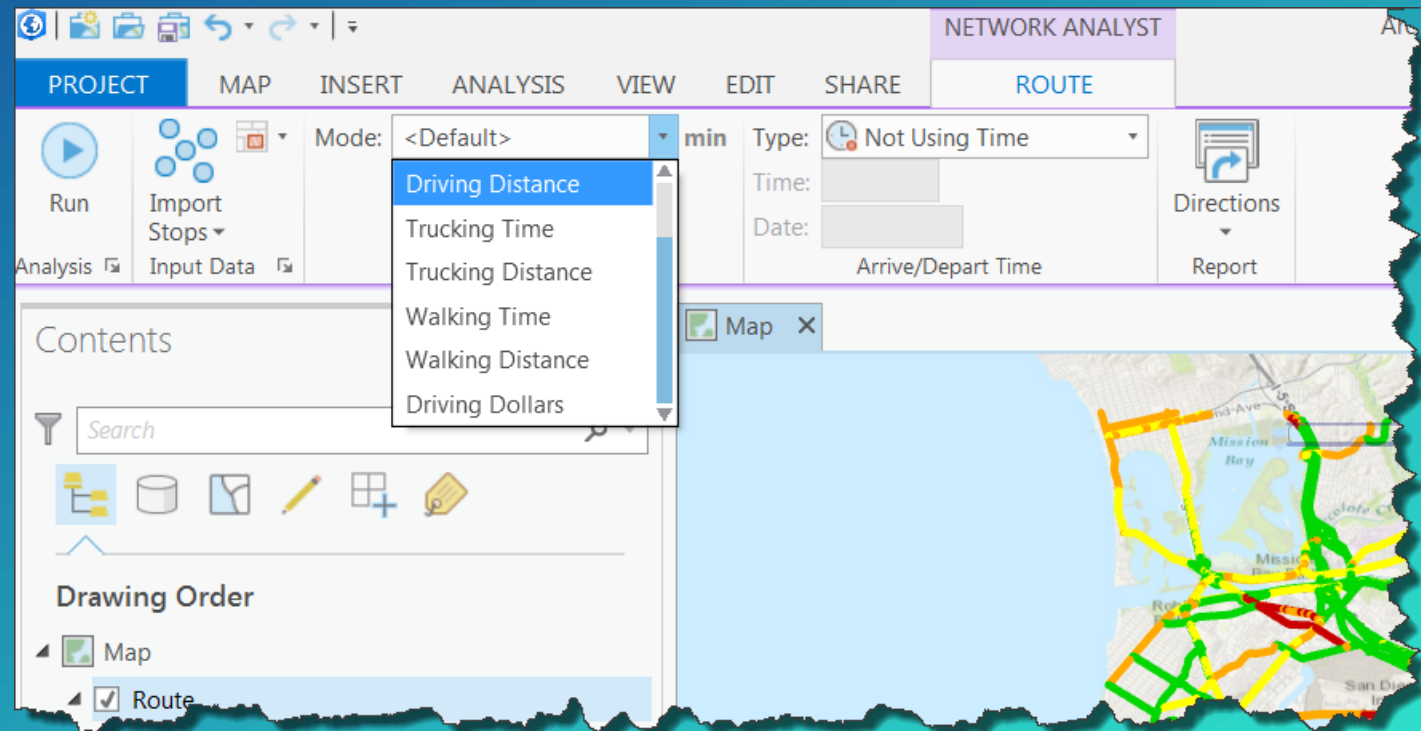 NETWORK ANALYST
PROJECT MAP INSERT ANALYSIS VIEW EDIT SHARE ROUTE
Mode: <Default> min Type: Not Using Time
Driving Distance Time:
Run Import Stops Directions
Trucking Time Date:
Analysis Input Data Trucking Distance Arrive/Depart Time Report
Walking Time
Walking Distance
Driving Dollars
Contents
Map
Search
Mission
Bay
Drawing Order
Map
Route
San